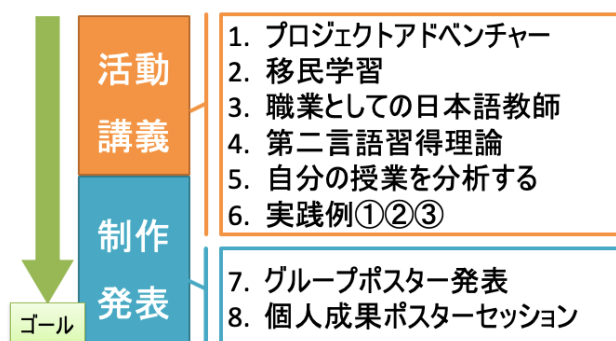 活動
講義
1. プロジェクトアドベンチャー
2. 移民学習
3. 職業としての日本語教師
4. 第二言語習得理論
5. 自分の授業を分析する
6. 実践例①②③
制作
発表
7. グループポスター発表
8. 個人成果ポスターセッション
ゴール